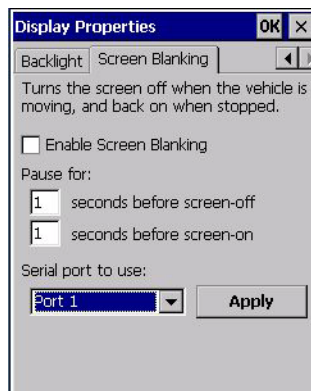 Display Properties OK ×
Backlight Screen Blanking
Turns the screen off when the vehicle is
moving, and back on when stopped.
Enable Screen Blanking
Pause for:
1 seconds before screen-off
1 seconds before screen-on
Serial port to use:
Port 1 Apply